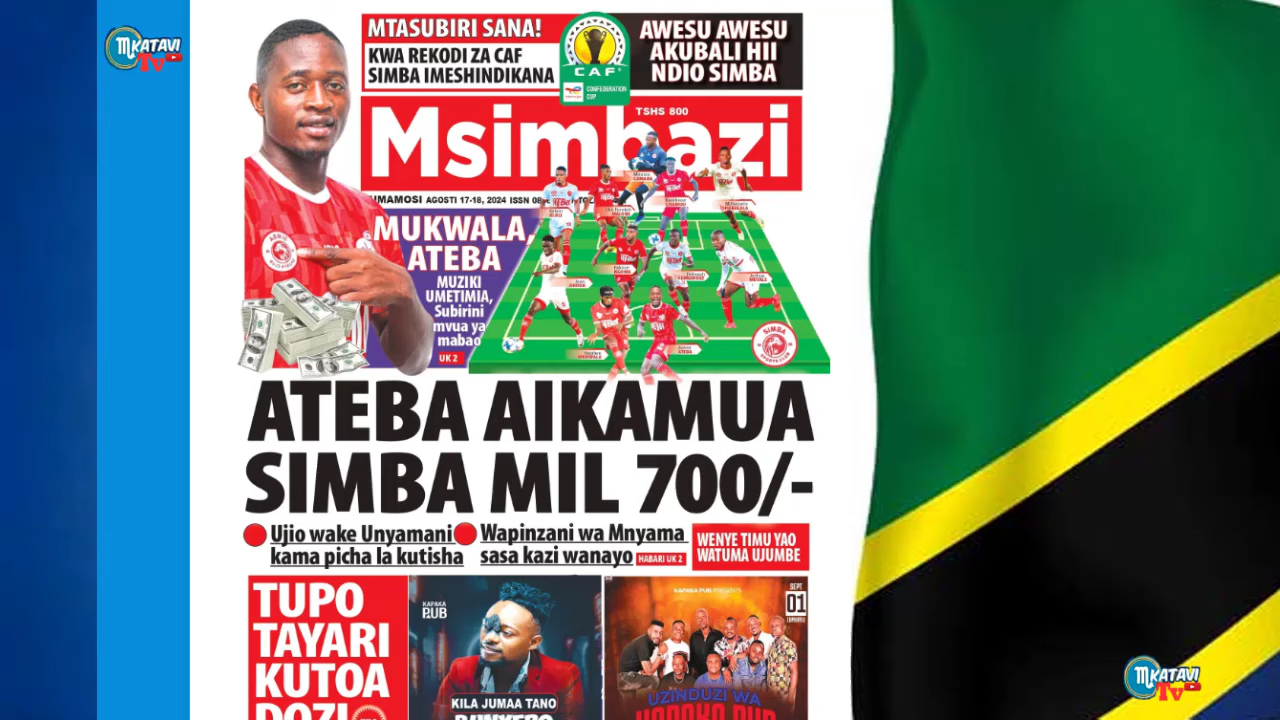 MKATAVI
Tv
MTASUBIRI SANA!
KWA REKODI ZA CAF
SIMBA IMESHINDIKANA
CAF
CONFEDERATION
CUP
AWESU AWESU
AKUBALI HII
NDIO SIMBA
TSHS 800
Msimbazi
AGOSTI 17-18, 2024 ISSN
MUKWALA,
ATEBA
MUZIKI
UMETIMIA,
Subirini
mvua ya
mabao
UK 2
SIMBA
ATEBA AIKAMUA
SIMBA MIL 700/-
Ujio wake Unyamani
kama picha la kutisha
Wapinzani wa Mnyama
sasa kazi wanayo HABARI UK 2
WENYE TIMU YAO
WATUMA UJUMBE
TUPO
TAYARI
KUTOA
DOZI
KAPAKA
PUB
KILA JUMAA TANO
KAPAKA PUB PRESENTS
SEPT
01
UZINDUZI WA
MKATAVI
Tv